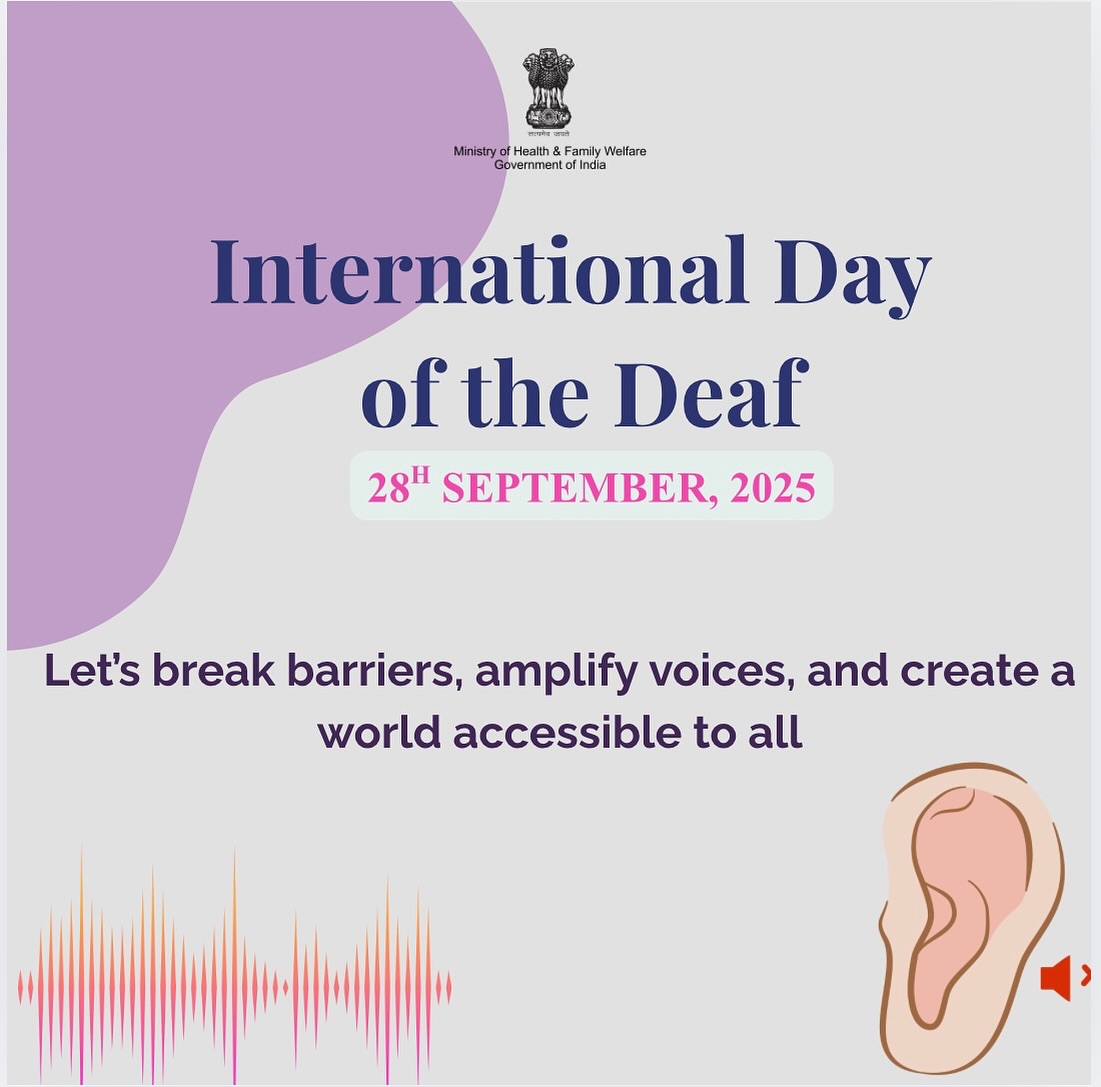 सत्यमेव जयते
Ministry of Health & Family Welfare
Government of India
International Day
of the Deaf
28H SEPTEMBER, 2025
Let’s break barriers, amplify voices, and create a
world accessible to all